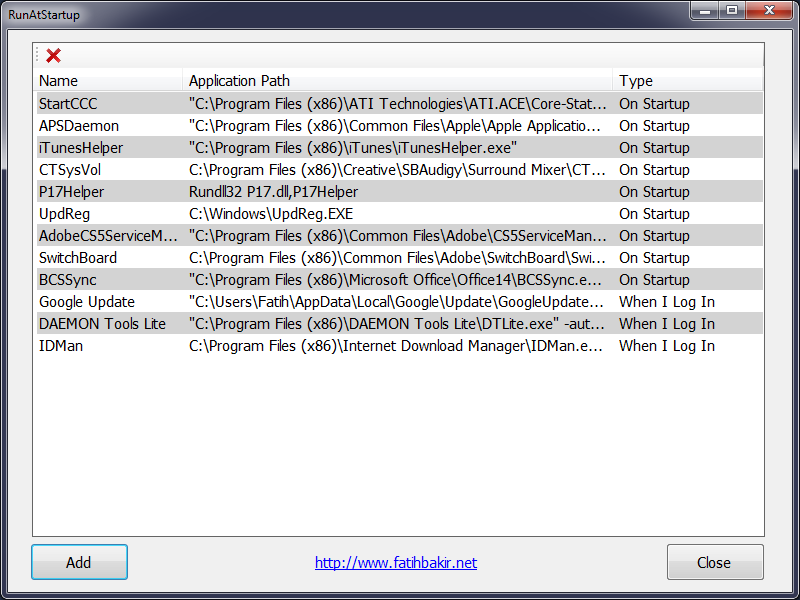 RunAtStartup
Name Application Path Type
StartCCC "C:\Program Files (x86)\ATI Technologies\ATI.ACE\Core-Stat... On Startup
APSDaemon "C:\Program Files (x86)\Common Files\Apple\Apple Applicatio... On Startup
iTunesHelper "C:\Program Files (x86)\iTunes\iTunesHelper.exe" On Startup
CTSysVol C:\Program Files (x86)\Creative\SBAudigy\Surround Mixer\CT... On Startup
P17Helper Rundll32 P17.dll,P17Helper On Startup
UpdReg C:\Windows\UpdReg.EXE On Startup
AdobeCS5ServiceM... "C:\Program Files (x86)\Common Files\Adobe\CS5ServiceMan... On Startup
SwitchBoard C:\Program Files (x86)\Common Files\Adobe\SwitchBoard\Swi... On Startup
BCSSync "C:\Program Files (x86)\Microsoft Office\Office14\BCSSync.e... On Startup
Google Update "C:\Users\Fatih\AppData\Local\Google\Update\GoogleUpdate... When I Log In
DAEMON Tools Lite "C:\Program Files (x86)\DAEMON Tools Lite\DTLite.exe" -aut... When I Log In
IDMan C:\Program Files (x86)\Internet Download Manager\IDMan.e... When I Log In
Add http://www.fatihbakir.net Close